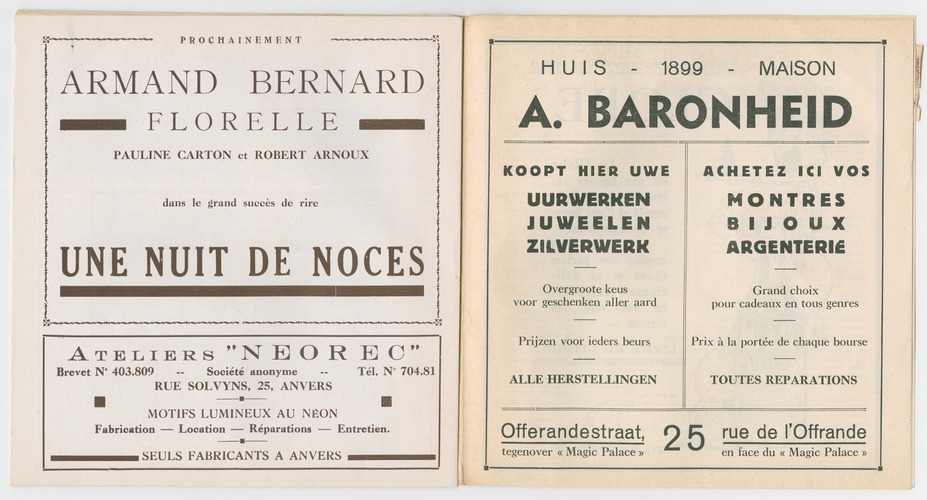 PROCHAINEMENT
ARMAND BERNARD
FLORELLE
PAULINE CARTON et ROBERT ARNOUX
dans le grand succès de rire
UNE NUIT DE NOCES
ATELIERS "NEOREC"
Brevet N° 403.809 -- Société anonyme -- Tél. N° 704.81
RUE SOLVYNS, 25, ANVERS
MOTIFS LUMINEUX AU NÉON
Fabrication — Location — Réparations — Entretien.
SEULS FABRICANTS A ANVERS
HUIS - 1899 - MAISON
A. BARONHEID
KOOPT HIER UWE
UURWERKEN
JUWEELEN
ZILVERWERK
Overgroote keus
voor geschenken aller aard
Prijzen voor ieders beurs
ALLE HERSTELLINGEN
ACHETEZ ICI VOS
MONTRES
BIJOUX
ARGENTERIE
Grand choix
pour cadeaux en tous genres
Prix à la portée de chaque bourse
TOUTES REPARATIONS
Offerandestraat, 25 rue de l'Offrande
tegenover « Magic Palace » en face du « Magic Palace »